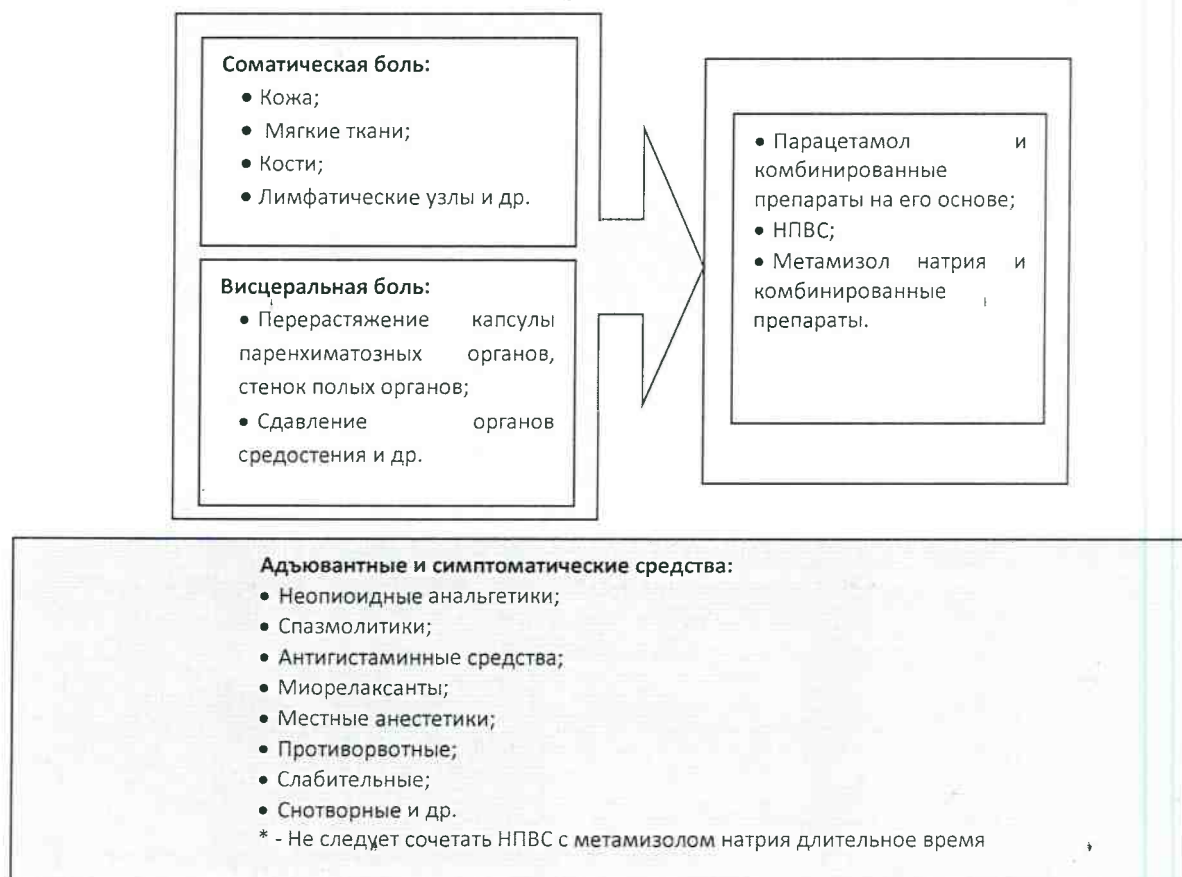 Соматическая боль:
• Кожа;
• Мягкие ткани;
• Кости;
• Лимфатические узлы и др.
Висцеральная боль:
• Перерастяжение капсулы
паренхиматозных органов,
стенок полых органов;
• Сдавление органов
средостения и др.
• Парацетамол и
комбинированные
препараты на его основе;
• НПВС;
• Метамизол натрия и
комбинированные
препараты.
Адъювантные и симптоматические средства:
• Неопиоидные анальгетики;
• Спазмолитики;
• Антигистаминные средства;
• Миорелаксанты;
• Местные анестетики;
• Противорвотные;
• Слабительные;
• Снотворные и др.
* - Не следует сочетать НПВС с метамизолом натрия длительное время